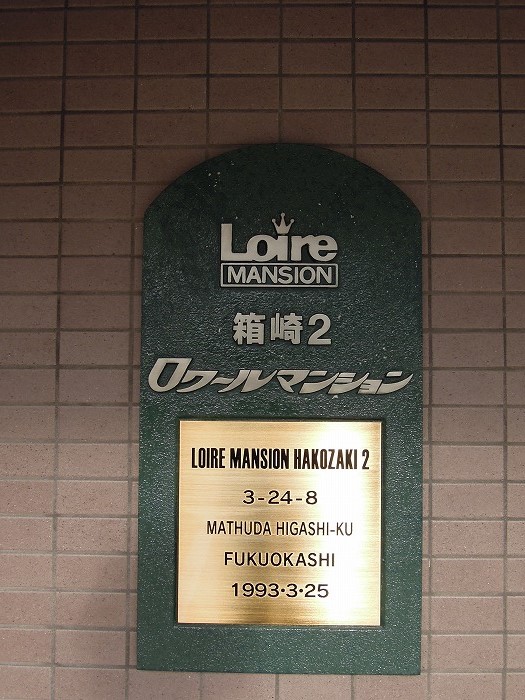 Loire
MANSION
箱崎2
ロワールマンション
LOIRE MANSION HAKOZAKI 2
3-24-8
MATHUDA HIGASHI-KU
FUKUOKASHI
1993·3·25